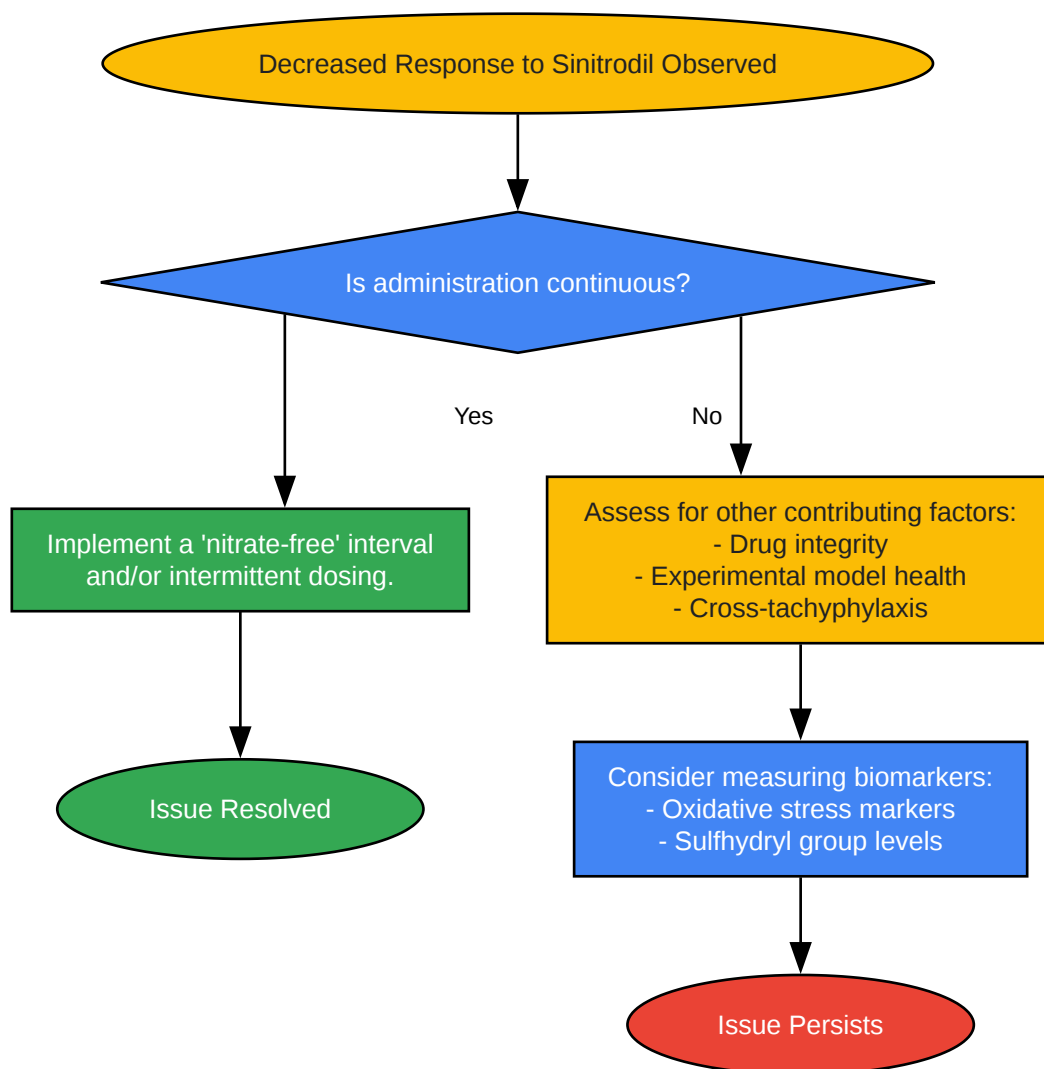 Decreased Response to Sinitrodil Observed
Is administration continuous?
Yes
No
Implement a 'nitrate-free' interval
and/or intermittent dosing.
Assess for other contributing factors:
- Drug integrity
- Experimental model health
- Cross-tachyphylaxis
Issue Resolved
Consider measuring biomarkers:
- Oxidative stress markers
- Sulfhydryl group levels
Issue Persists